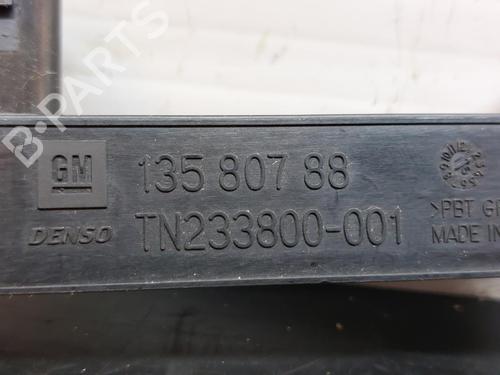 B-PARTS
GM
135 807 88
DENSO
TN233800-001
>PBT
MADE IN